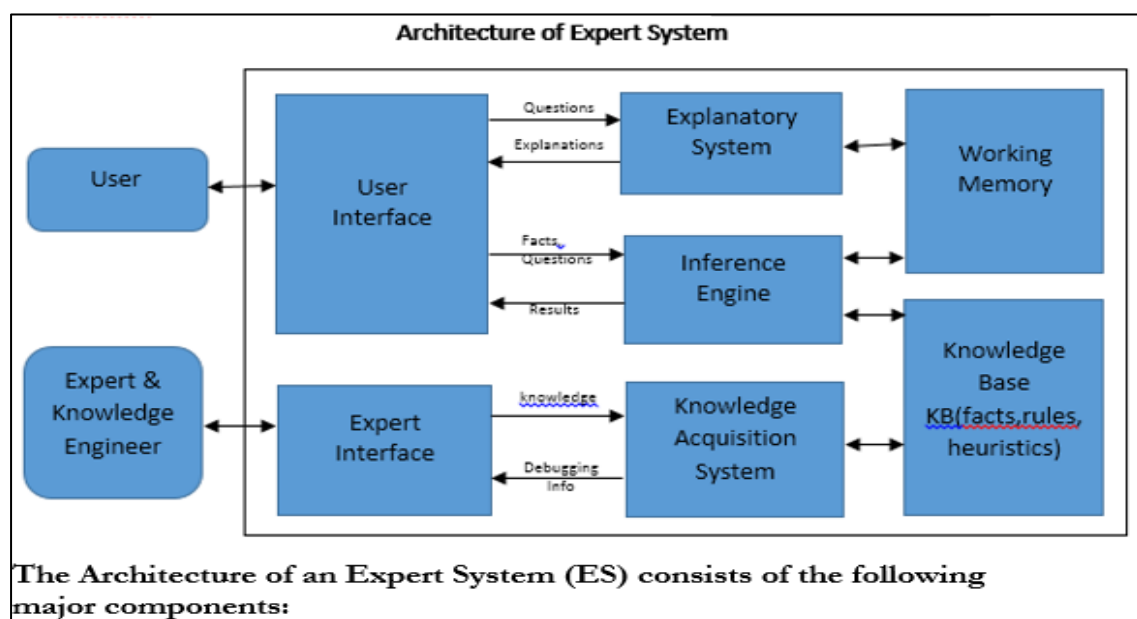 Architecture of Expert System
User
User
Interface
Questions
Explanations
Explanatory
System
Working
Memory
Facts,
Questions
Results
Inference
Engine
Expert &
Knowledge
Engineer
Expert
Interface
knowledge
Debugging
Info
Knowledge
Acquisition
System
Knowledge
Base
KB(facts,rules,
heuristics)
The Architecture of an Expert System (ES) consists of the following
major components: